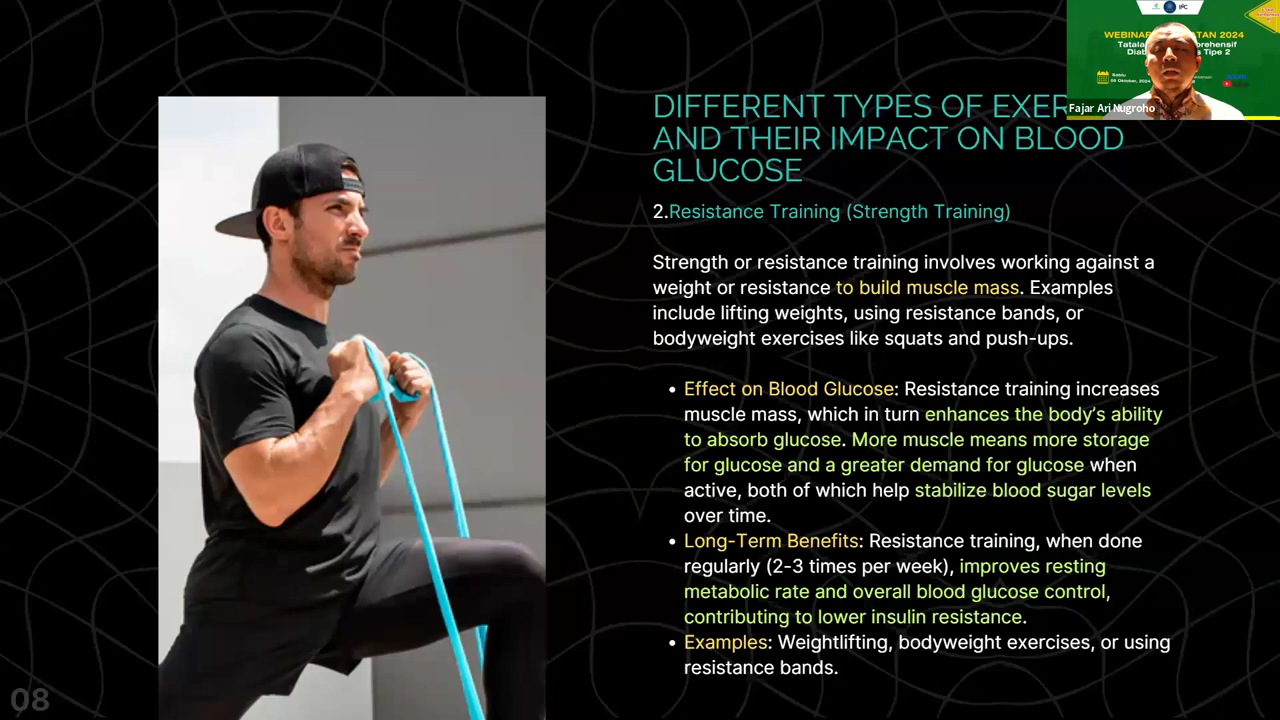 DIFFERENT TYPES OF EXER
AND THEIR IMPACT ON BLOOD
GLUCOSE
2.Resistance Training (Strength Training)
Strength or resistance training involves working against a
weight or resistance to build muscle mass. Examples
include lifting weights, using resistance bands, or
bodyweight exercises like squats and push-ups.
• Effect on Blood Glucose: Resistance training increases
muscle mass, which in turn enhances the body’s ability
to absorb glucose. More muscle means more storage
for glucose and a greater demand for glucose when
active, both of which help stabilize blood sugar levels
over time.
• Long-Term Benefits: Resistance training, when done
regularly (2-3 times per week), improves resting
metabolic rate and overall blood glucose control,
contributing to lower insulin resistance.
• Examples: Weightlifting, bodyweight exercises, or using
resistance bands.
08
IPC
WEBINAR ATAN 2024
Tatala rehensif
Diab s Tipe 2
Sabtu
Fajar Ari Nugroho